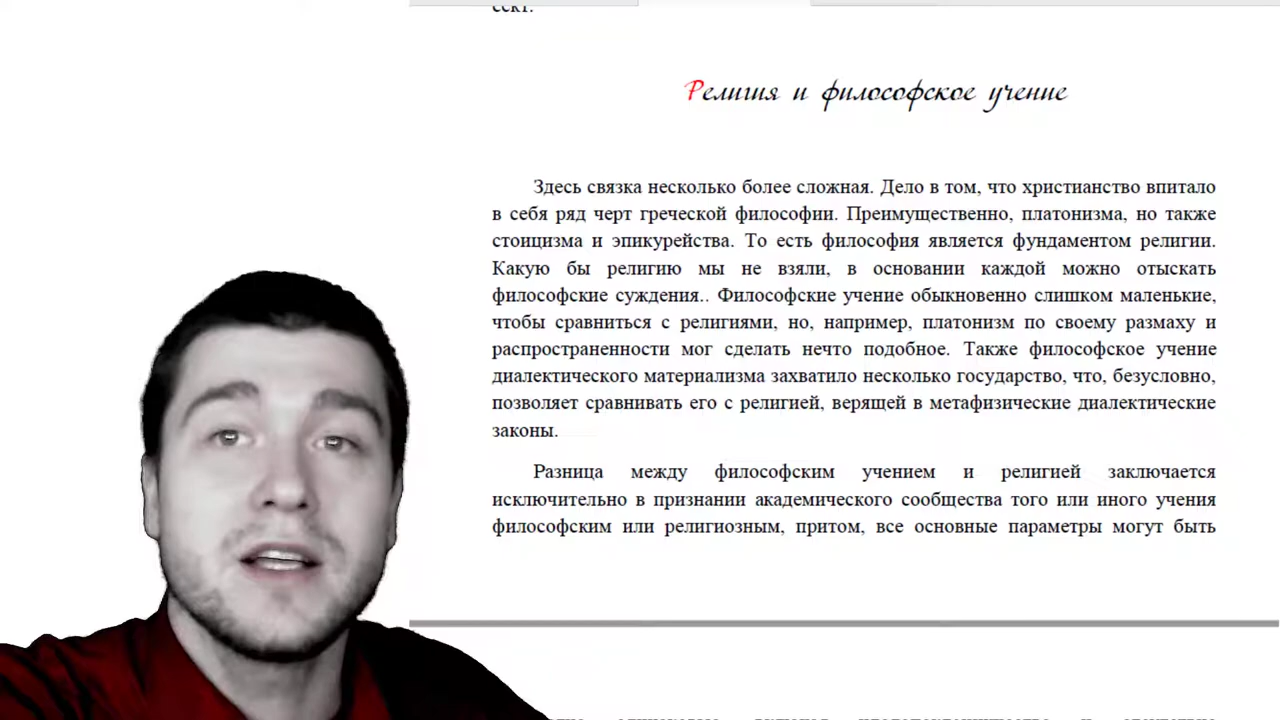 сект.
Религия и философское учение
Здесь связка несколько более сложная. Дело в том, что христианство впитало
в себя ряд черт греческой философии. Преимущественно, платонизма, но также
стоицизма и эпикурейства. То есть философия является фундаментом религии.
Какую бы религию мы не взяли, в основании каждой можно отыскать
философские суждения.. Философские учение обыкновенно слишком маленькие,
чтобы сравниться с религиями, но, например, платонизм по своему размаху и
распространенности мог сделать нечто подобное. Также философское учение
диалектического материализма захватило несколько государство, что, безусловно,
позволяет сравнивать его с религией, верящей в метафизические диалектические
законы.
Разница между философским учением и религией заключается
исключительно в признании академического сообщества того или иного учения
философским или религиозным, притом, все основные параметры могут быть